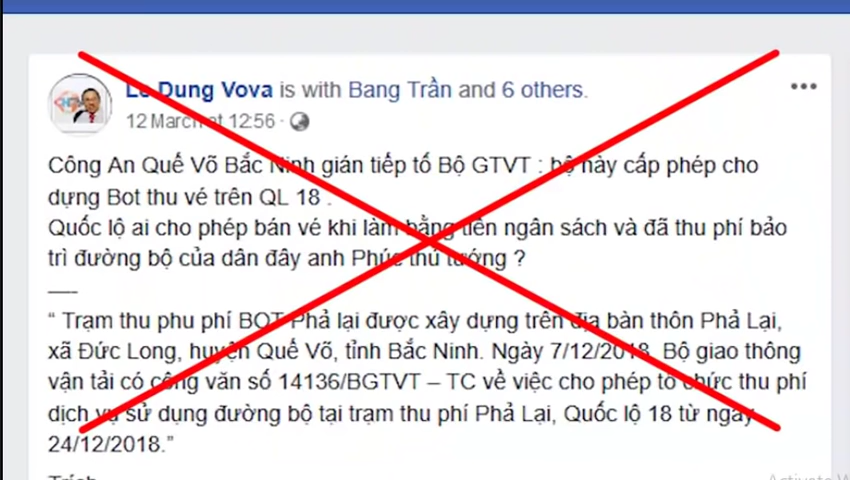 Le Dung Vova is with Bang Trần and 6 others.
12 March at 12:56 ·
Công An Quế Võ Bắc Ninh gián tiếp tố Bộ GTVT : bộ này cấp phép cho
dựng Bot thu vé trên QL 18 .
Quốc lộ ai cho phép bán vé khi làm bằng tiền ngân sách và đã thu phí bảo
trì đường bộ của dân đây anh Phúc thủ tướng ?
—-
“ Trạm thu phu phí BOT Phả lại được xây dựng trên địa bàn thôn Phả Lại,
xã Đức Long, huyện Quế Võ, tỉnh Bắc Ninh. Ngày 7/12/2018, Bộ giao thông
vận tải có công văn số 14136/BGTVT – TC về việc cho phép tổ chức thu phí
dịch vụ sử dụng đường bộ tại trạm thu phí Phả Lại, Quốc lộ 18 từ ngày
24/12/2018.”